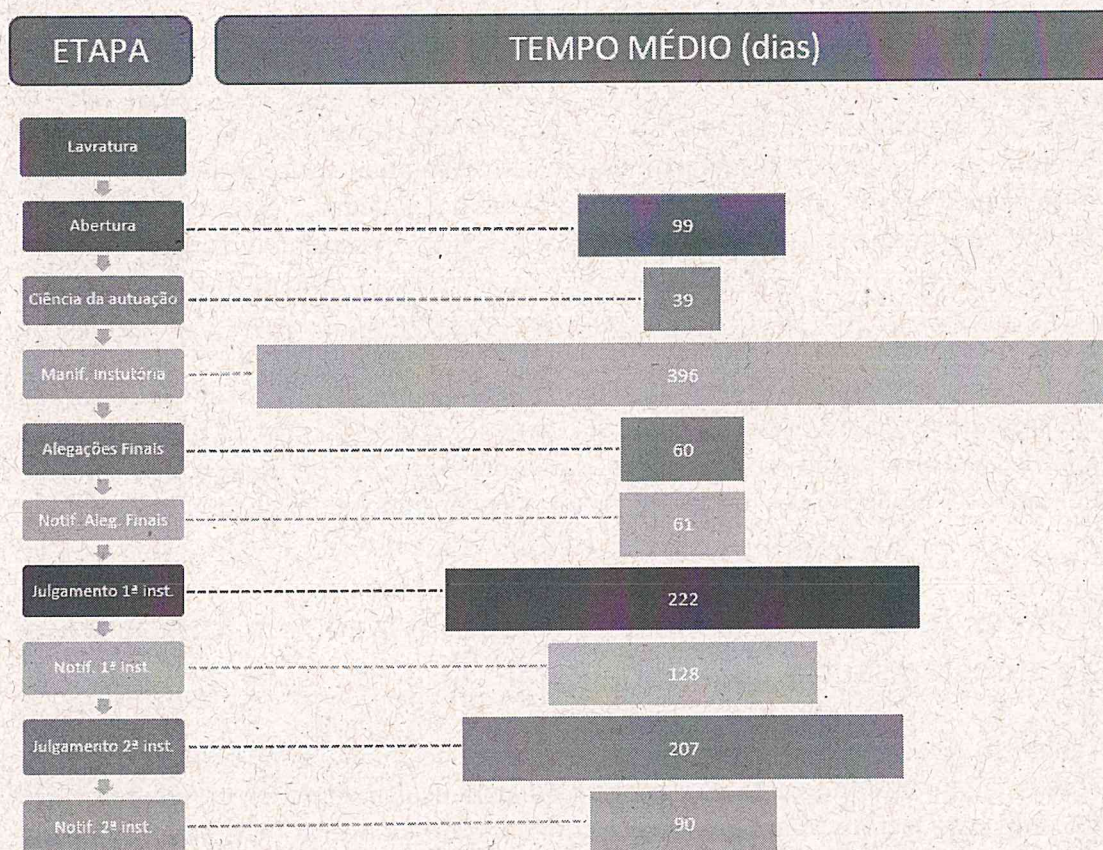 ETAPA
TEMPO MÉDIO (dias)
Lavratura
Abertura
99
Ciência da autuação
39
Manif. Instutória
396
Alegações Finais
60
Notif. Aleg. Finais
61
Julgamento 1ª inst.
222
Notif. 1ª inst.
128
Julgamento 2ª inst.
207
Notif. 2ª inst.
90